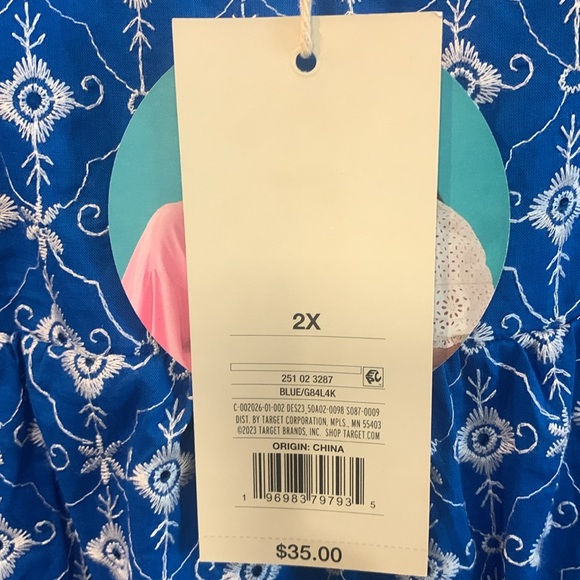 2X
251 02 3287
BLUE/G84L4K
C-002026-01-002 DES23 50A02-0098 S087-0009
DIST. BY TARGET CORPORATION, MPLS., MN 55403
©2023 TARGET BRANDS, INC. SHOP TARGET.COM
ORIGIN: CHINA
1 96983 79793 5
$35.00